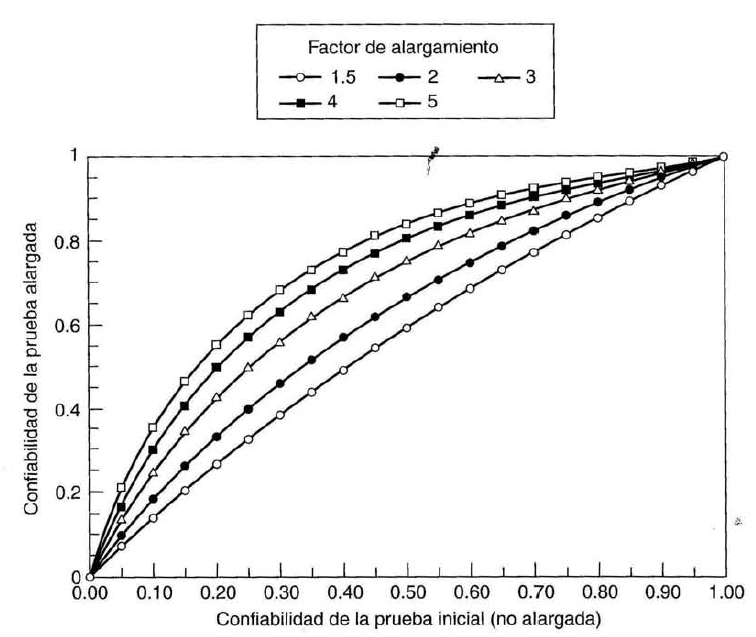 Factor de alargamiento
1.5 2 3
4 5
Confiabilidad de la prueba alargada
1
0.8
0.6
0.4
0.2
0
0.00 0.10 0.20 0.30 0.40 0.50 0.60 0.70 0.80 0.90 1.00
Confiabilidad de la prueba inicial (no alargada)